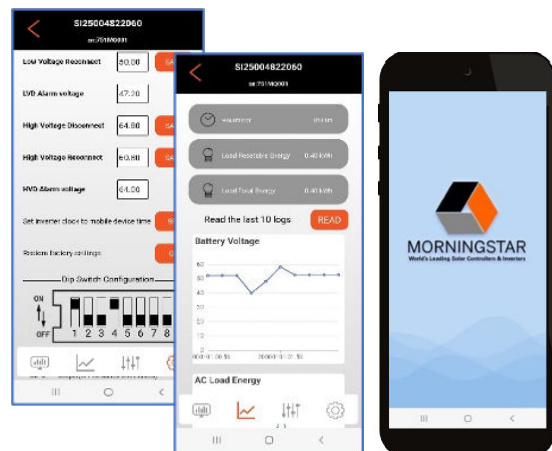 SI25004822060
sn:751M0001
Low Voltage Reconnect 50.00
LVD Alarm voltage 47.20
High Voltage Disconnect 64.80
High Voltage Reconnect 60.80
HVD Alarm voltage 64.00
Set inverter clock to mobile device time
Restore factory settings
Dip Switch Configuration
ON
OFF
1 2 3 4 5 6 7 8
SI25004822060
Hourmeter
Load Resetable Energy 0.40 kWh
Load Total Energy 0.40 kWh
Read the last 10 logs READ
Battery Voltage
60
50
40
30
20
10
0
AC Load Energy
MORNINGSTAR
World's Leading Solar Controllers & Inverters